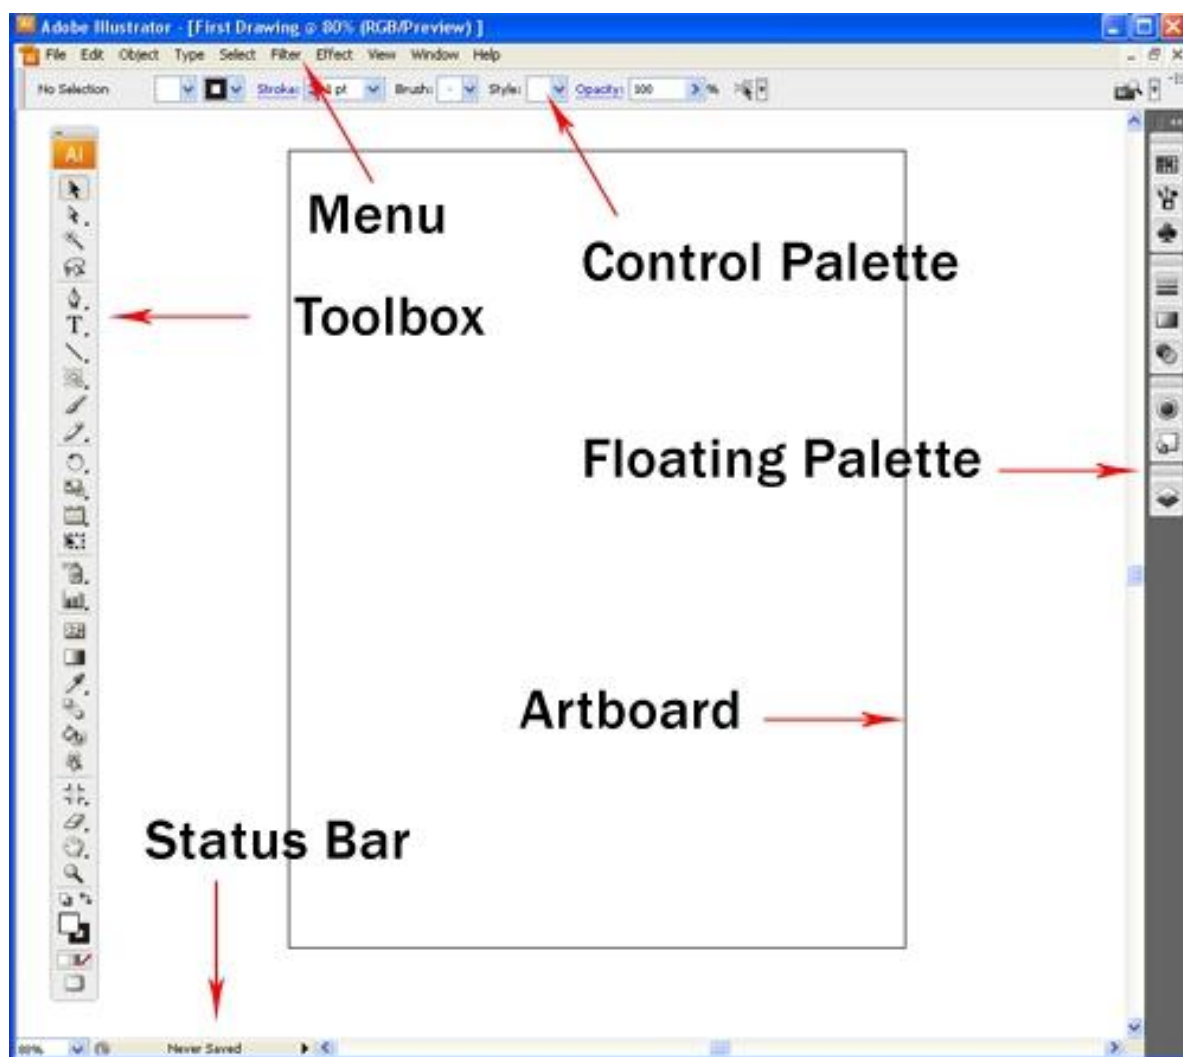 Adobe Illustrator - [First Drawing @ 80% (RGB/Preview) ]
File Edit Object Type Select Filter Effect View Window Help
No Selection Stroke: pt Brush: Style: Opacity: 100 %
Ai
Menu
Control Palette
Toolbox
T
Floating Palette
Artboard
Status Bar
80% Never Saved